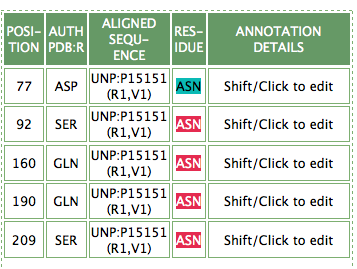 POSI-
TION
AUTH
PDB:R
ALIGNED
SEQU-
ENCE
RES-
IDUE
ANNOTATION
DETAILS
77
ASP
UNP:P15151
(R1,V1)
ASN
Shift/Click to edit
92
SER
UNP:P15151
(R1,V1)
ASN
Shift/Click to edit
160
GLN
UNP:P15151
(R1,V1)
ASN
Shift/Click to edit
190
GLN
UNP:P15151
(R1,V1)
ASN
Shift/Click to edit
209
SER
UNP:P15151
(R1,V1)
ASN
Shift/Click to edit